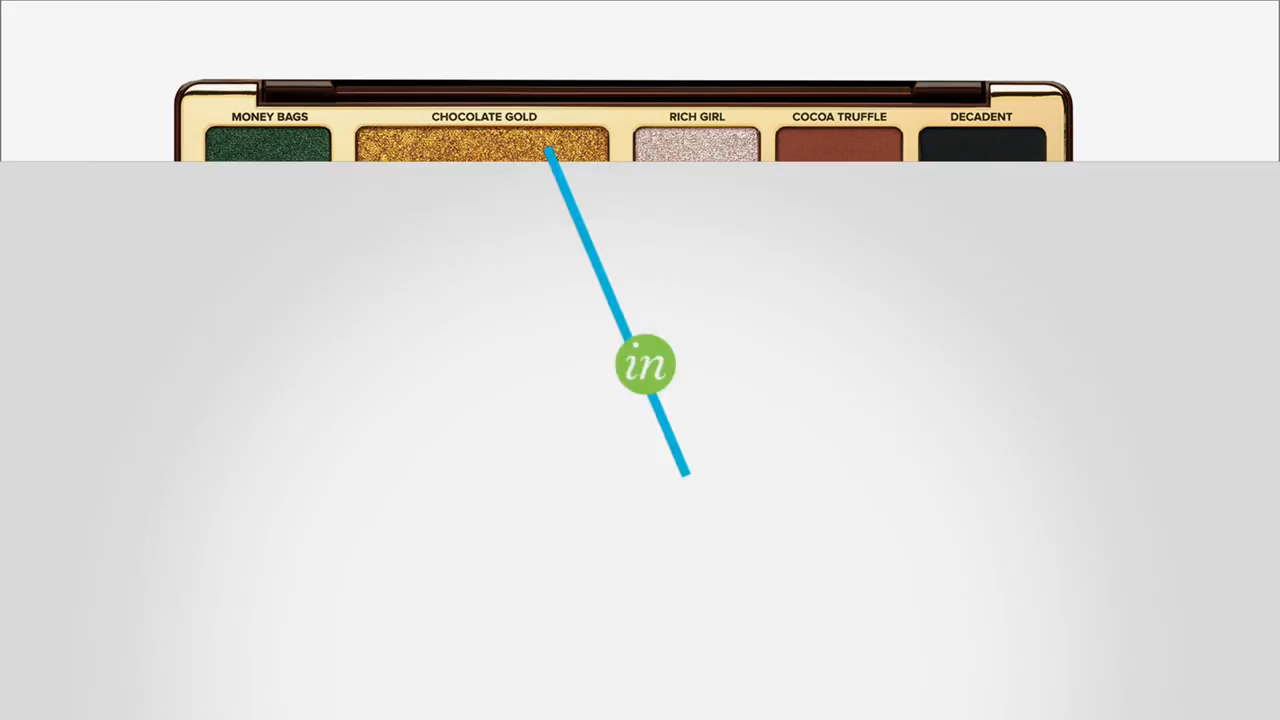 MONEY BAGS
CHOCOLATE GOLD
RICH GIRL
COCOA TRUFFLE
DECADENT
in